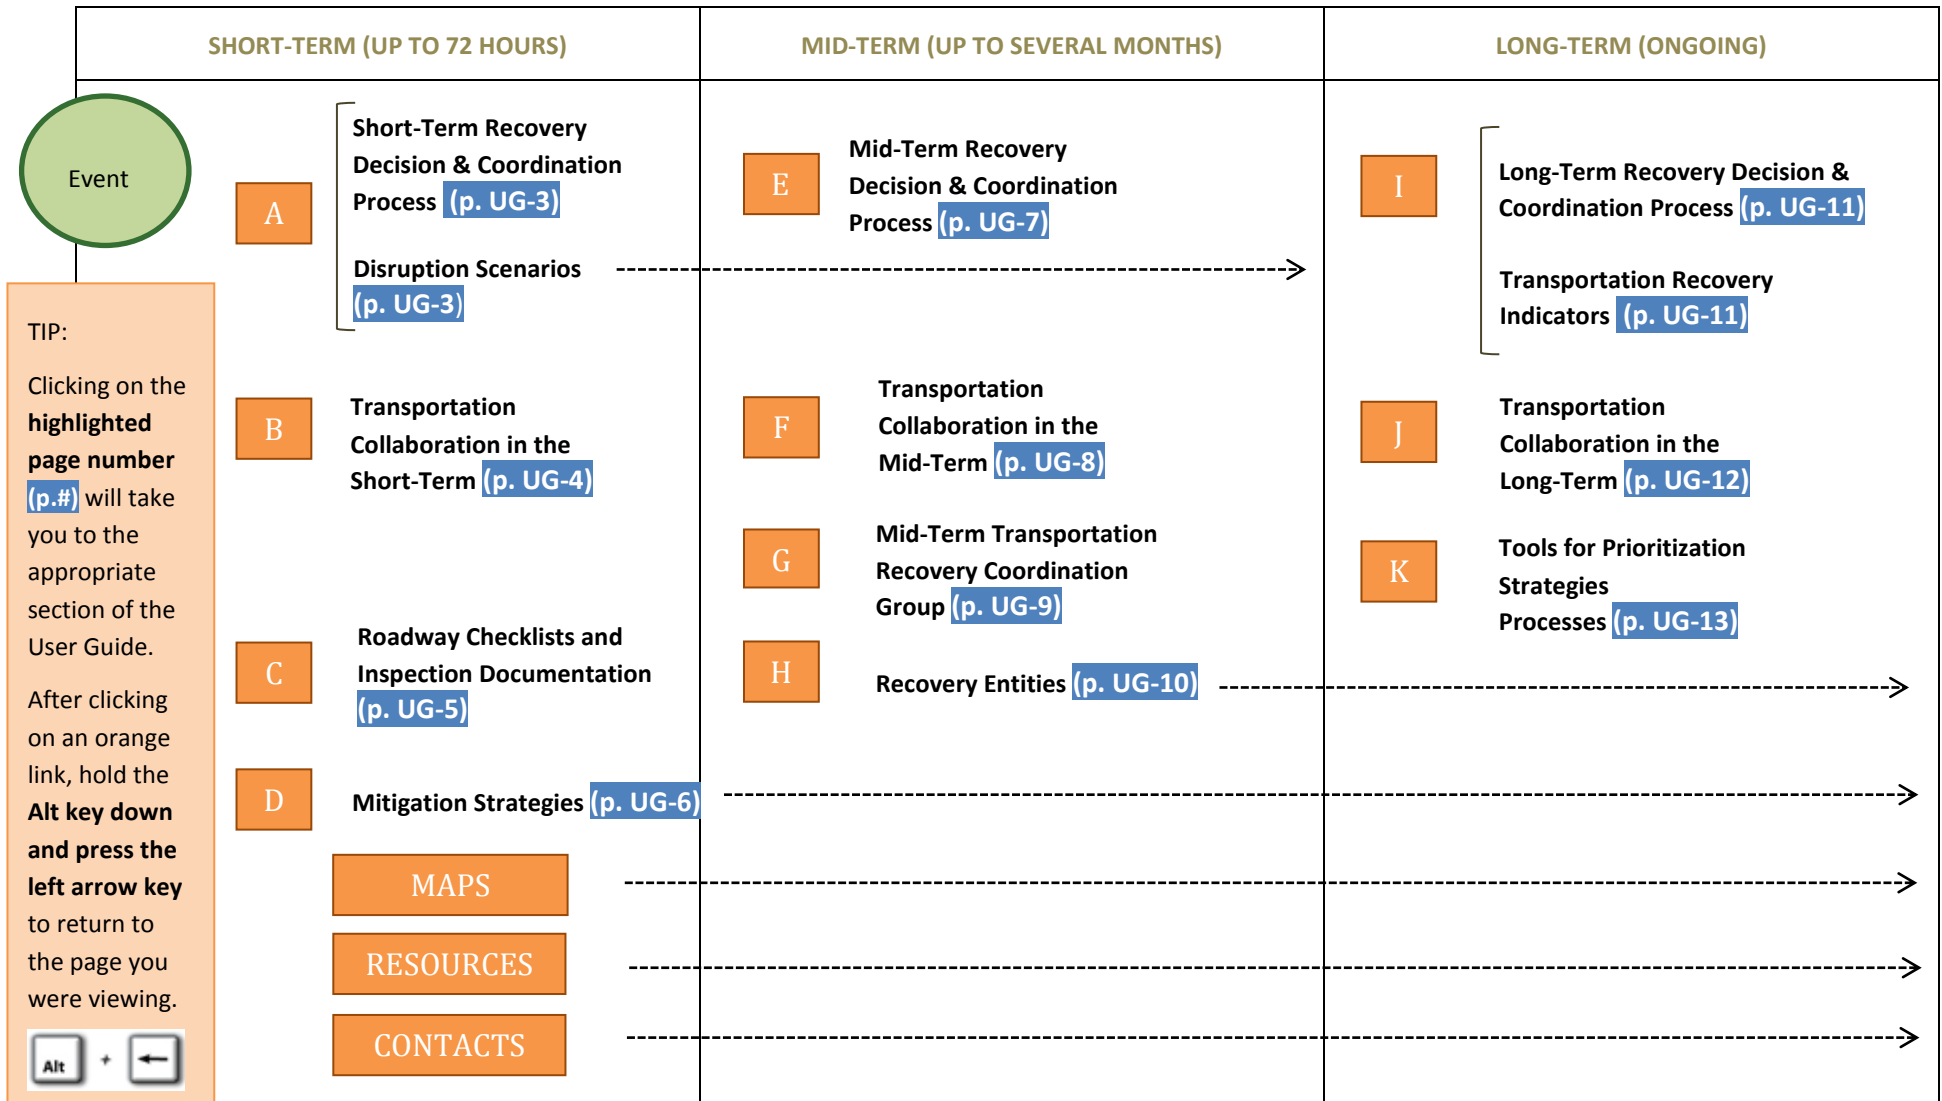 SHORT-TERM (UP TO 72 HOURS)
MID-TERM (UP TO SEVERAL MONTHS)
LONG-TERM (ONGOING)
Event
TIP:
Clicking on the
highlighted
page number
(p.#) will take
you to the
appropriate
section of the
User Guide.
After clicking
on an orange
link, hold the
Alt key down
and press the
left arrow key
to return to
the page you
were viewing.
Alt + ←
A
Short-Term Recovery
Decision & Coordination
Process (p. UG-3)
Disruption Scenarios
(p. UG-3)
B
Transportation
Collaboration in the
Short-Term (p. UG-4)
C
Roadway Checklists and
Inspection Documentation
(p. UG-5)
D
Mitigation Strategies (p. UG-6)
MAPS
RESOURCES
CONTACTS
E
Mid-Term Recovery
Decision & Coordination
Process (p. UG-7)
F
Transportation
Collaboration in the
Mid-Term (p. UG-8)
G
Mid-Term Transportation
Recovery Coordination
Group (p. UG-9)
H
Recovery Entities (p. UG-10)
I
Long-Term Recovery Decision &
Coordination Process (p. UG-11)
Transportation Recovery
Indicators (p. UG-11)
J
Transportation
Collaboration in the
Long-Term (p. UG-12)
K
Tools for Prioritization
Strategies
Processes (p. UG-13)